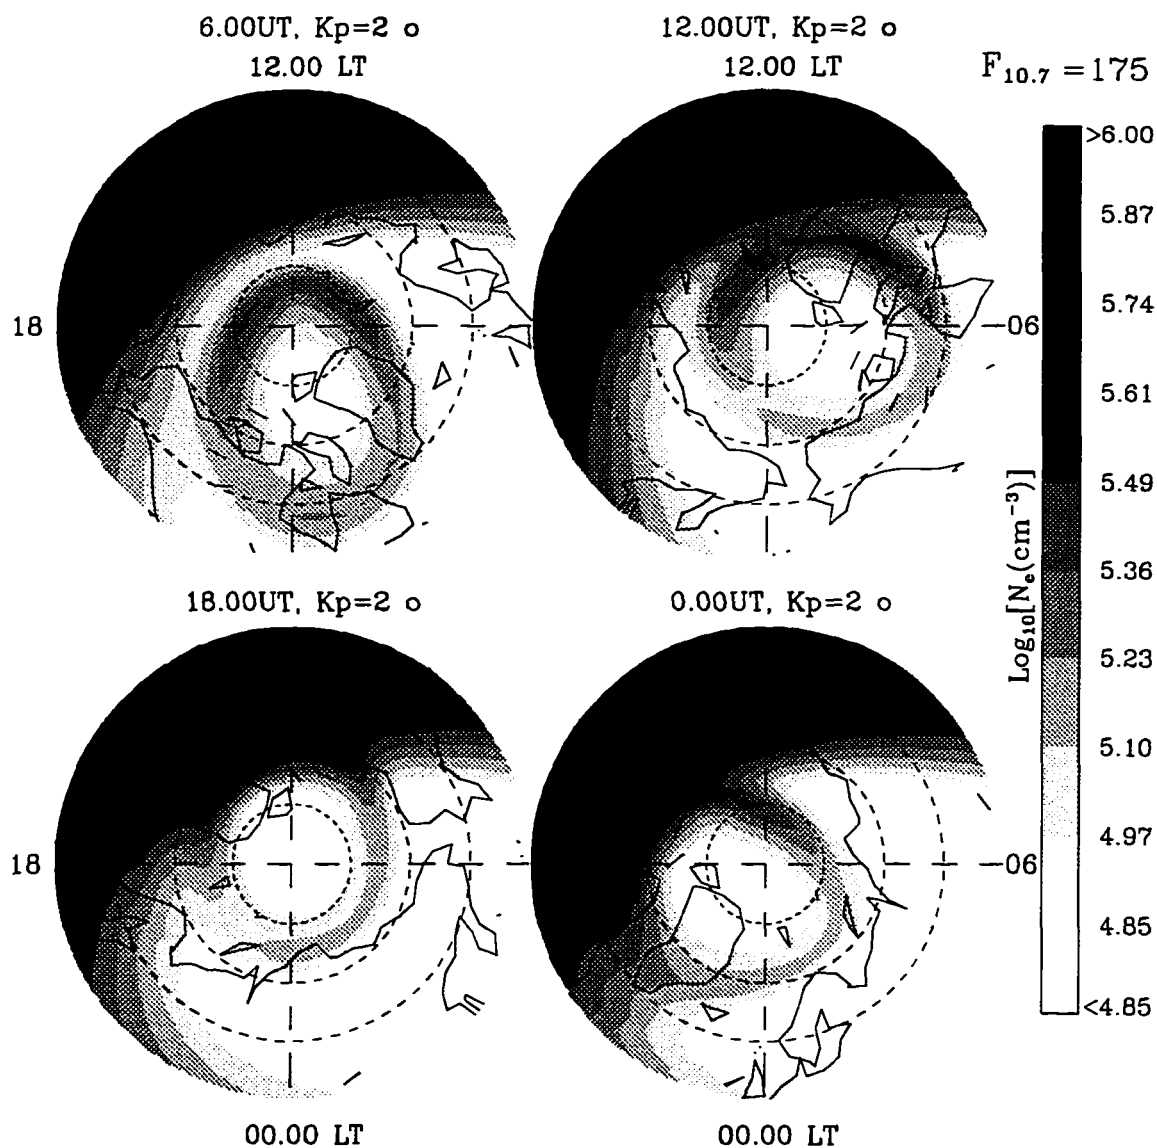 6.00UT, Kp=2 o
12.00 LT
12.00UT, Kp=2 o
12.00 LT
F10.7 =175
18
06
>6.00
5.87
5.74
5.61
5.49
5.36
5.23
5.10
4.97
4.85
<4.85
Log10[Ne(cm−3)]
18.00UT, Kp=2 o
0.00UT, Kp=2 o
18
06
00.00 LT
00.00 LT